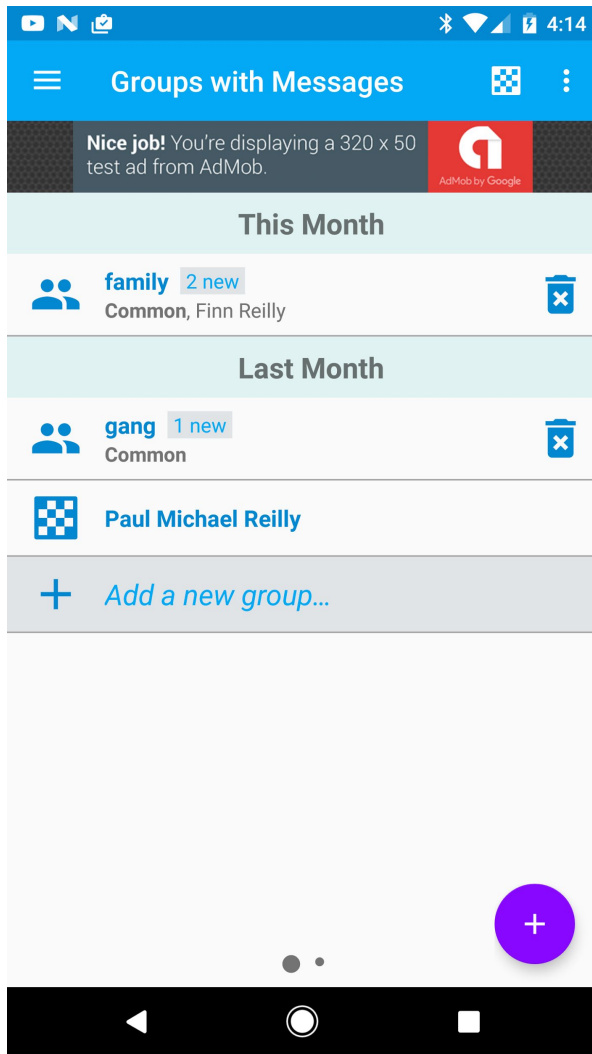 4:14
Groups with Messages
Nice job! You're displaying a 320 x 50
test ad from AdMob.
AdMob by Google
This Month
family 2 new
Common, Finn Reilly
Last Month
gang 1 new
Common
Paul Michael Reilly
Add a new group...